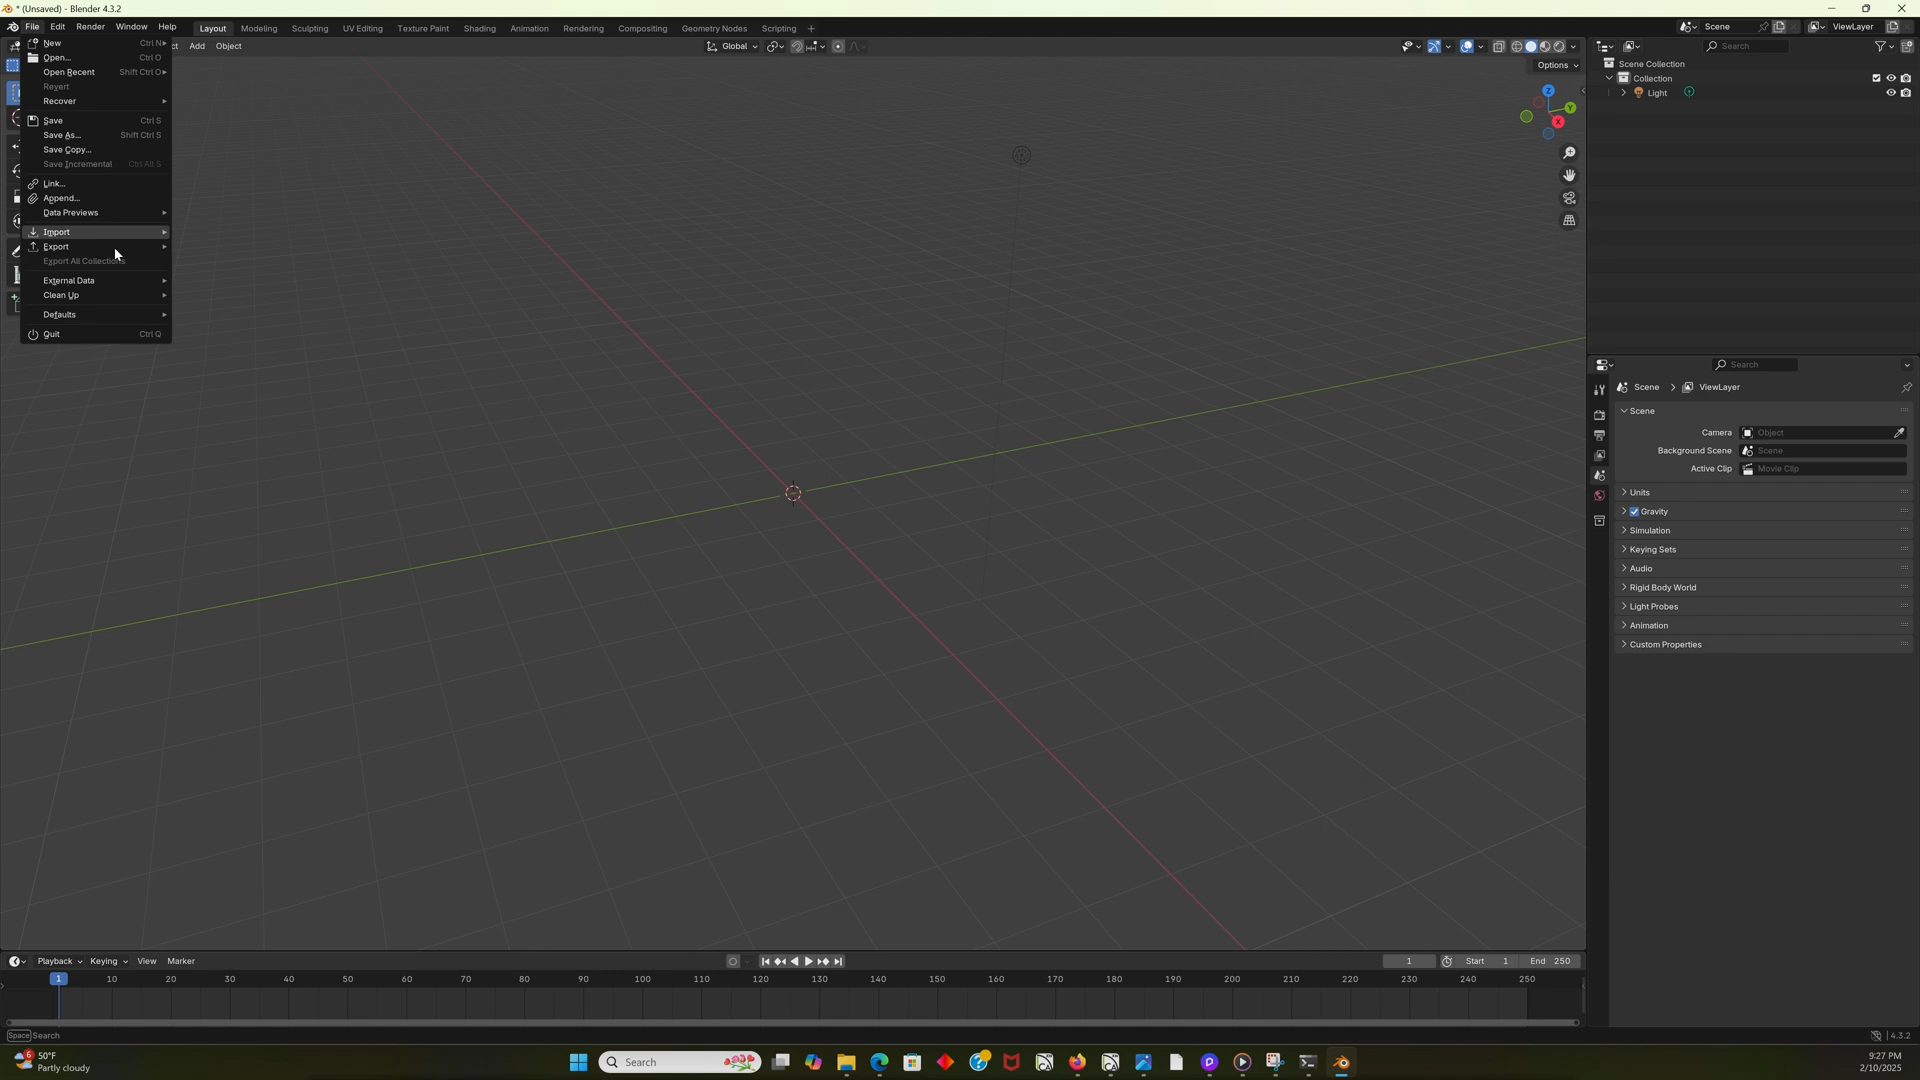 * (Unsaved) - Blender 4.3.2
File Edit Render Window Help Layout Modeling Sculpting UV Editing Texture Paint Shading Animation Rendering Compositing Geometry Nodes Scripting + Scene ViewLayer
ct Add Object Global Search
New Ctrl N
Open... Ctrl O
Open Recent Shift Ctrl O
Revert
Recover
Save Ctrl S
Save As... Shift Ctrl S
Save Copy...
Save Incremental Ctrl Alt S
Link...
Append...
Data Previews
Import
Export
Export All Collections
External Data
Clean Up
Defaults
Quit Ctrl Q
Options
Z
Y
X
Scene Collection
Collection
Light
Search
Scene ViewLayer
Scene
Camera Object
Background Scene Scene
Active Clip Movie Clip
Units
Gravity
Simulation
Keying Sets
Audio
Rigid Body World
Light Probes
Animation
Custom Properties
Playback Keying View Marker 1 Start 1 End 250
1 10 20 30 40 50 60 70 80 90 100 110 120 130 140 150 160 170 180 190 200 210 220 230 240 250
Space Search 4.3.2
6 50°F
Partly cloudy
Search
9:27 PM
2/10/2025